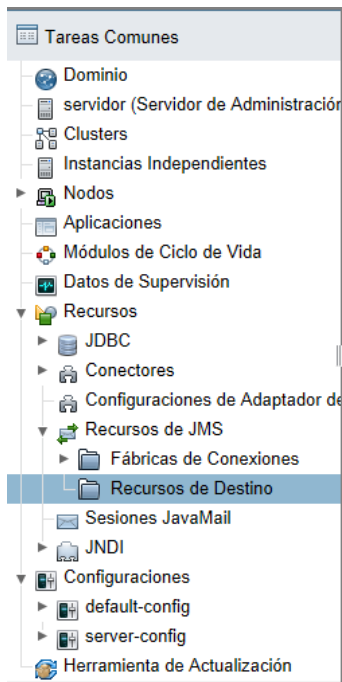 Tareas Comunes
Dominio
servidor (Servidor de Administración
Clusters
Instancias Independientes
Nodos
Aplicaciones
Módulos de Ciclo de Vida
Datos de Supervisión
Recursos
JDBC
Conectores
Configuraciones de Adaptador de
Recursos de JMS
Fábricas de Conexiones
Recursos de Destino
Sesiones JavaMail
JNDI
Configuraciones
default-config
server-config
Herramienta de Actualización